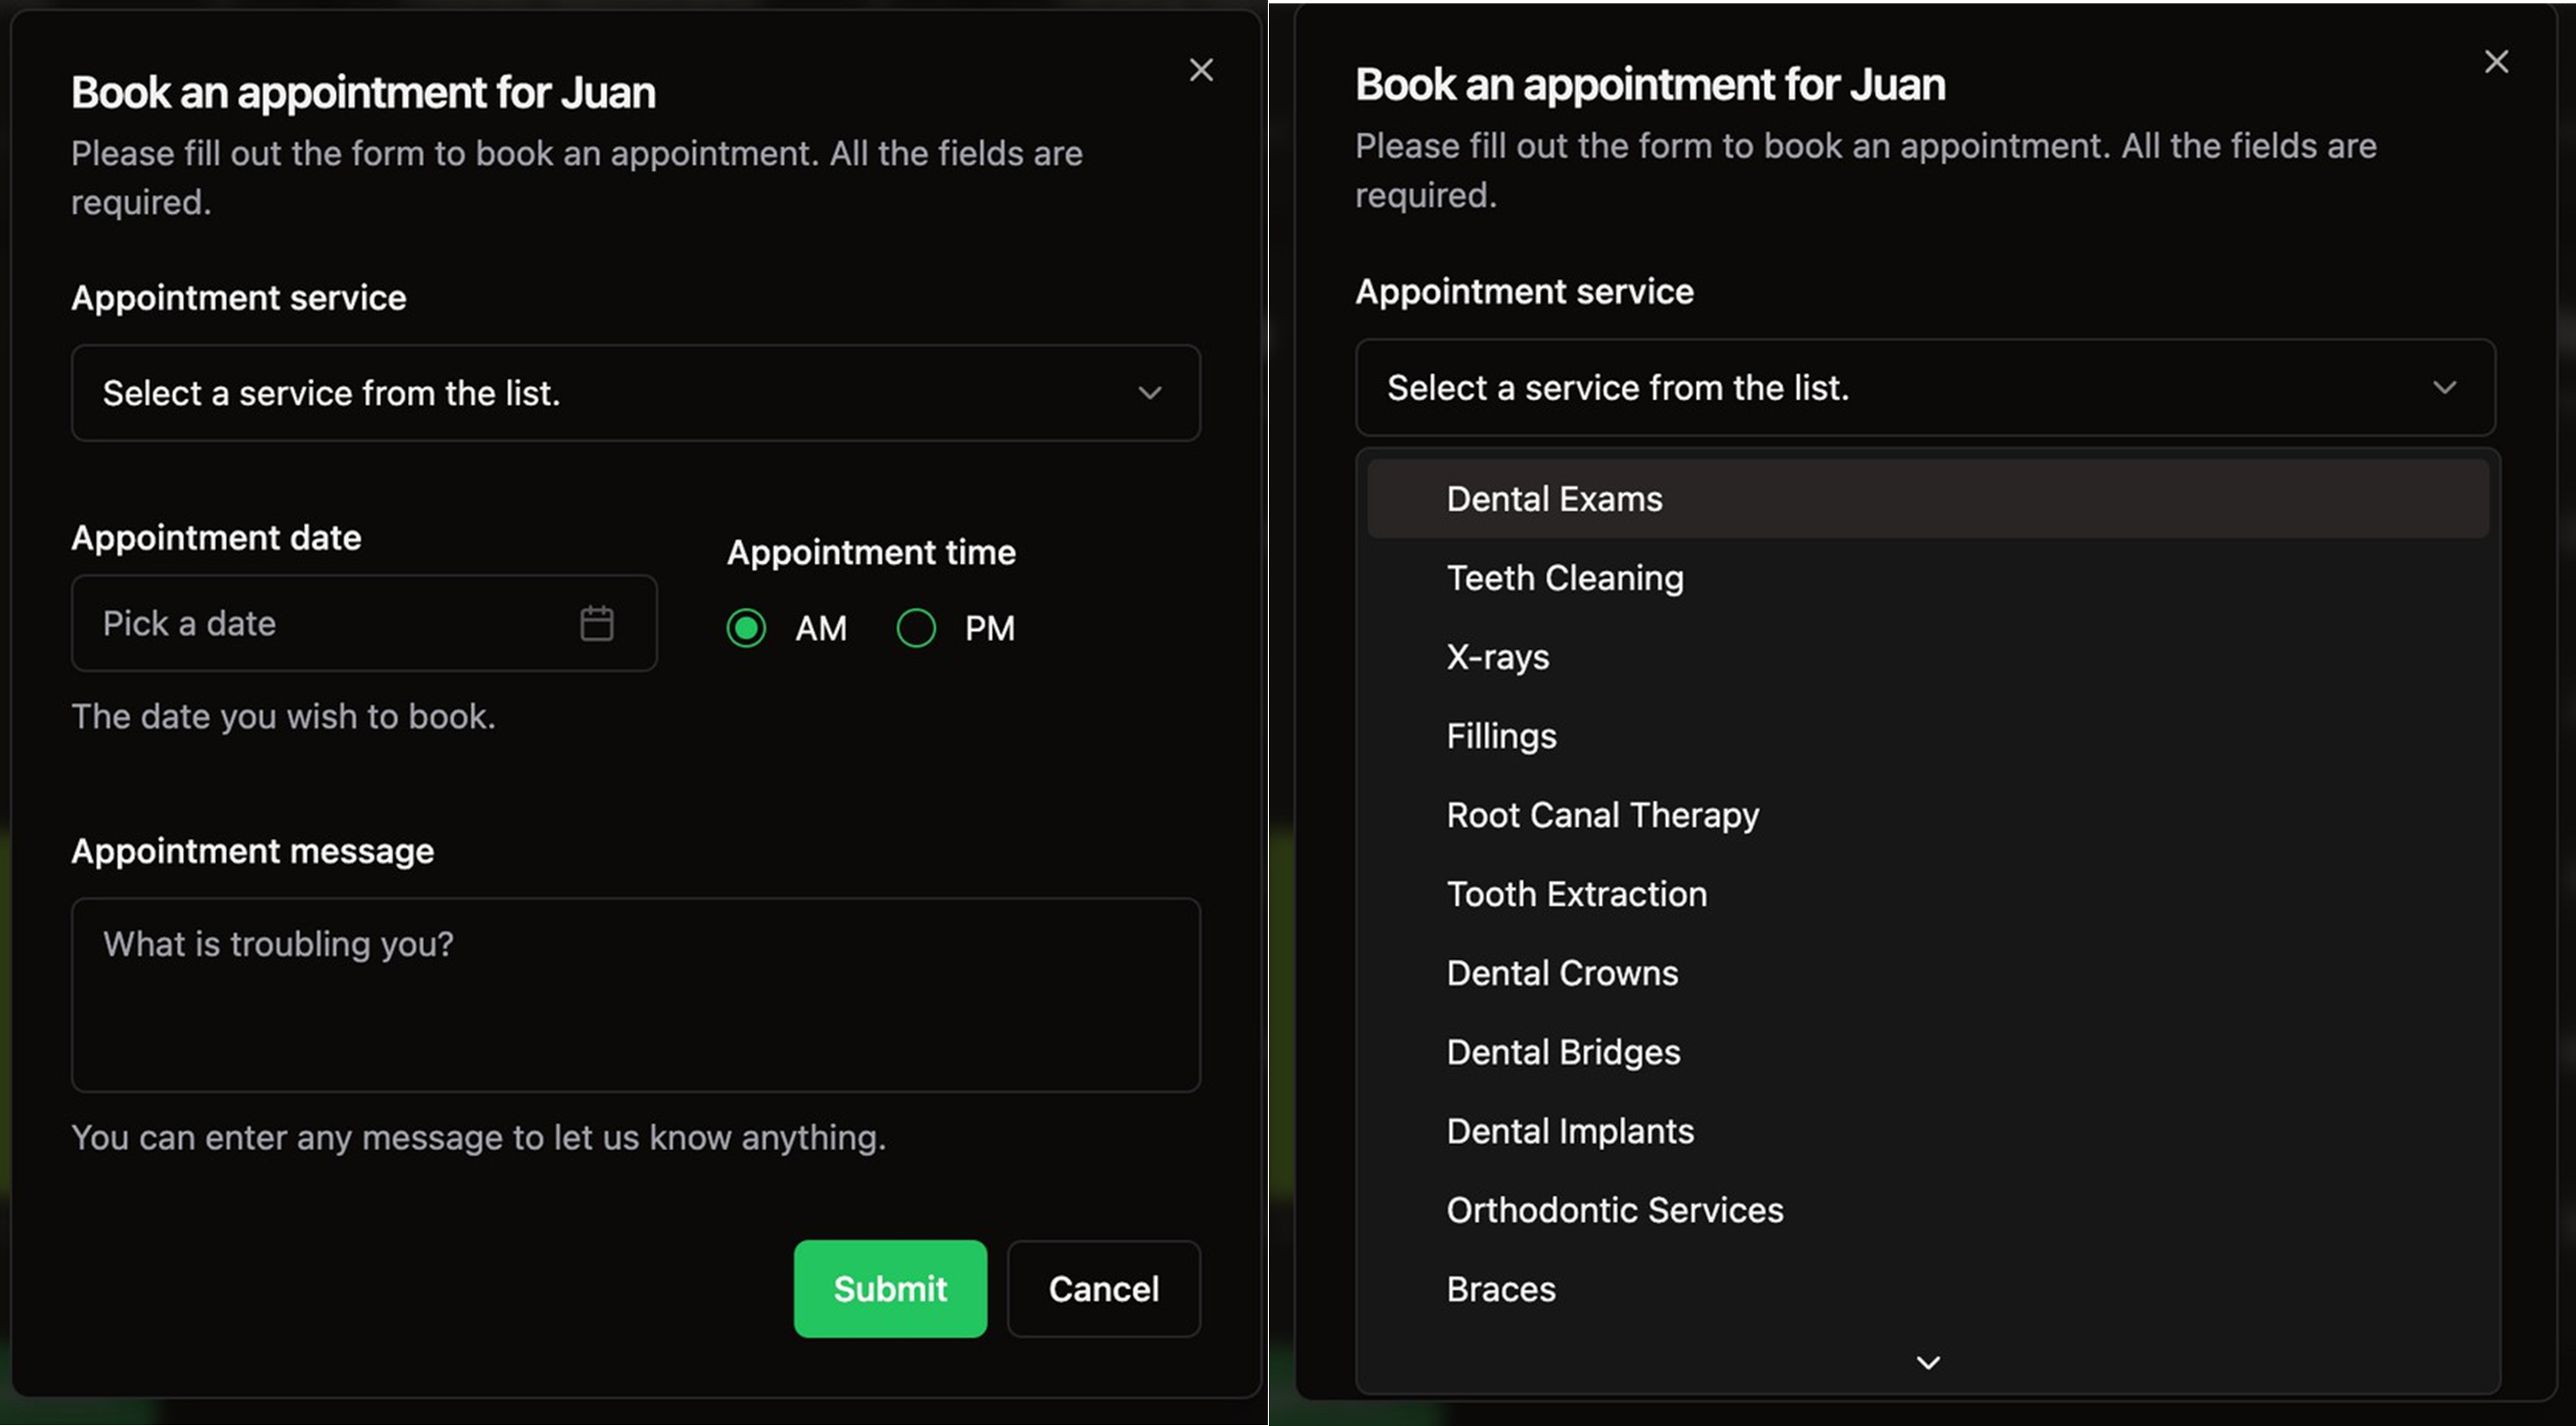 Book an appointment for Juan
Please fill out the form to book an appointment. All the fields are
required.
Appointment service
Select a service from the list.
Appointment date
Pick a date
The date you wish to book.
Appointment time
AM PM
Appointment message
What is troubling you?
You can enter any message to let us know anything.
Submit Cancel
Book an appointment for Juan
Please fill out the form to book an appointment. All the fields are
required.
Appointment service
Select a service from the list.
Dental Exams
Teeth Cleaning
X-rays
Fillings
Root Canal Therapy
Tooth Extraction
Dental Crowns
Dental Bridges
Dental Implants
Orthodontic Services
Braces